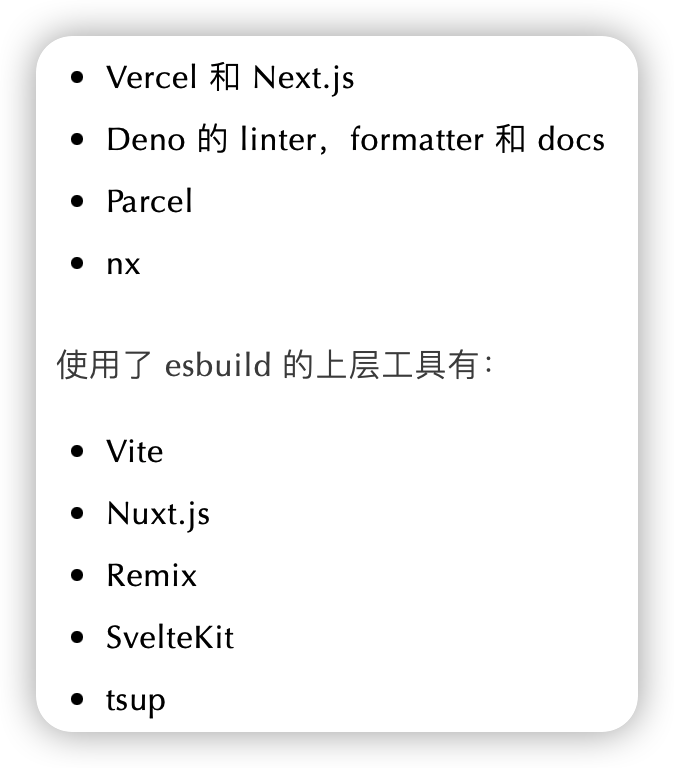 Vercel 和 Next.js
Deno 的 linter，formatter 和 docs
Parcel
nx
使用了 esbuild 的上层工具有：
Vite
Nuxt.js
Remix
SvelteKit
tsup